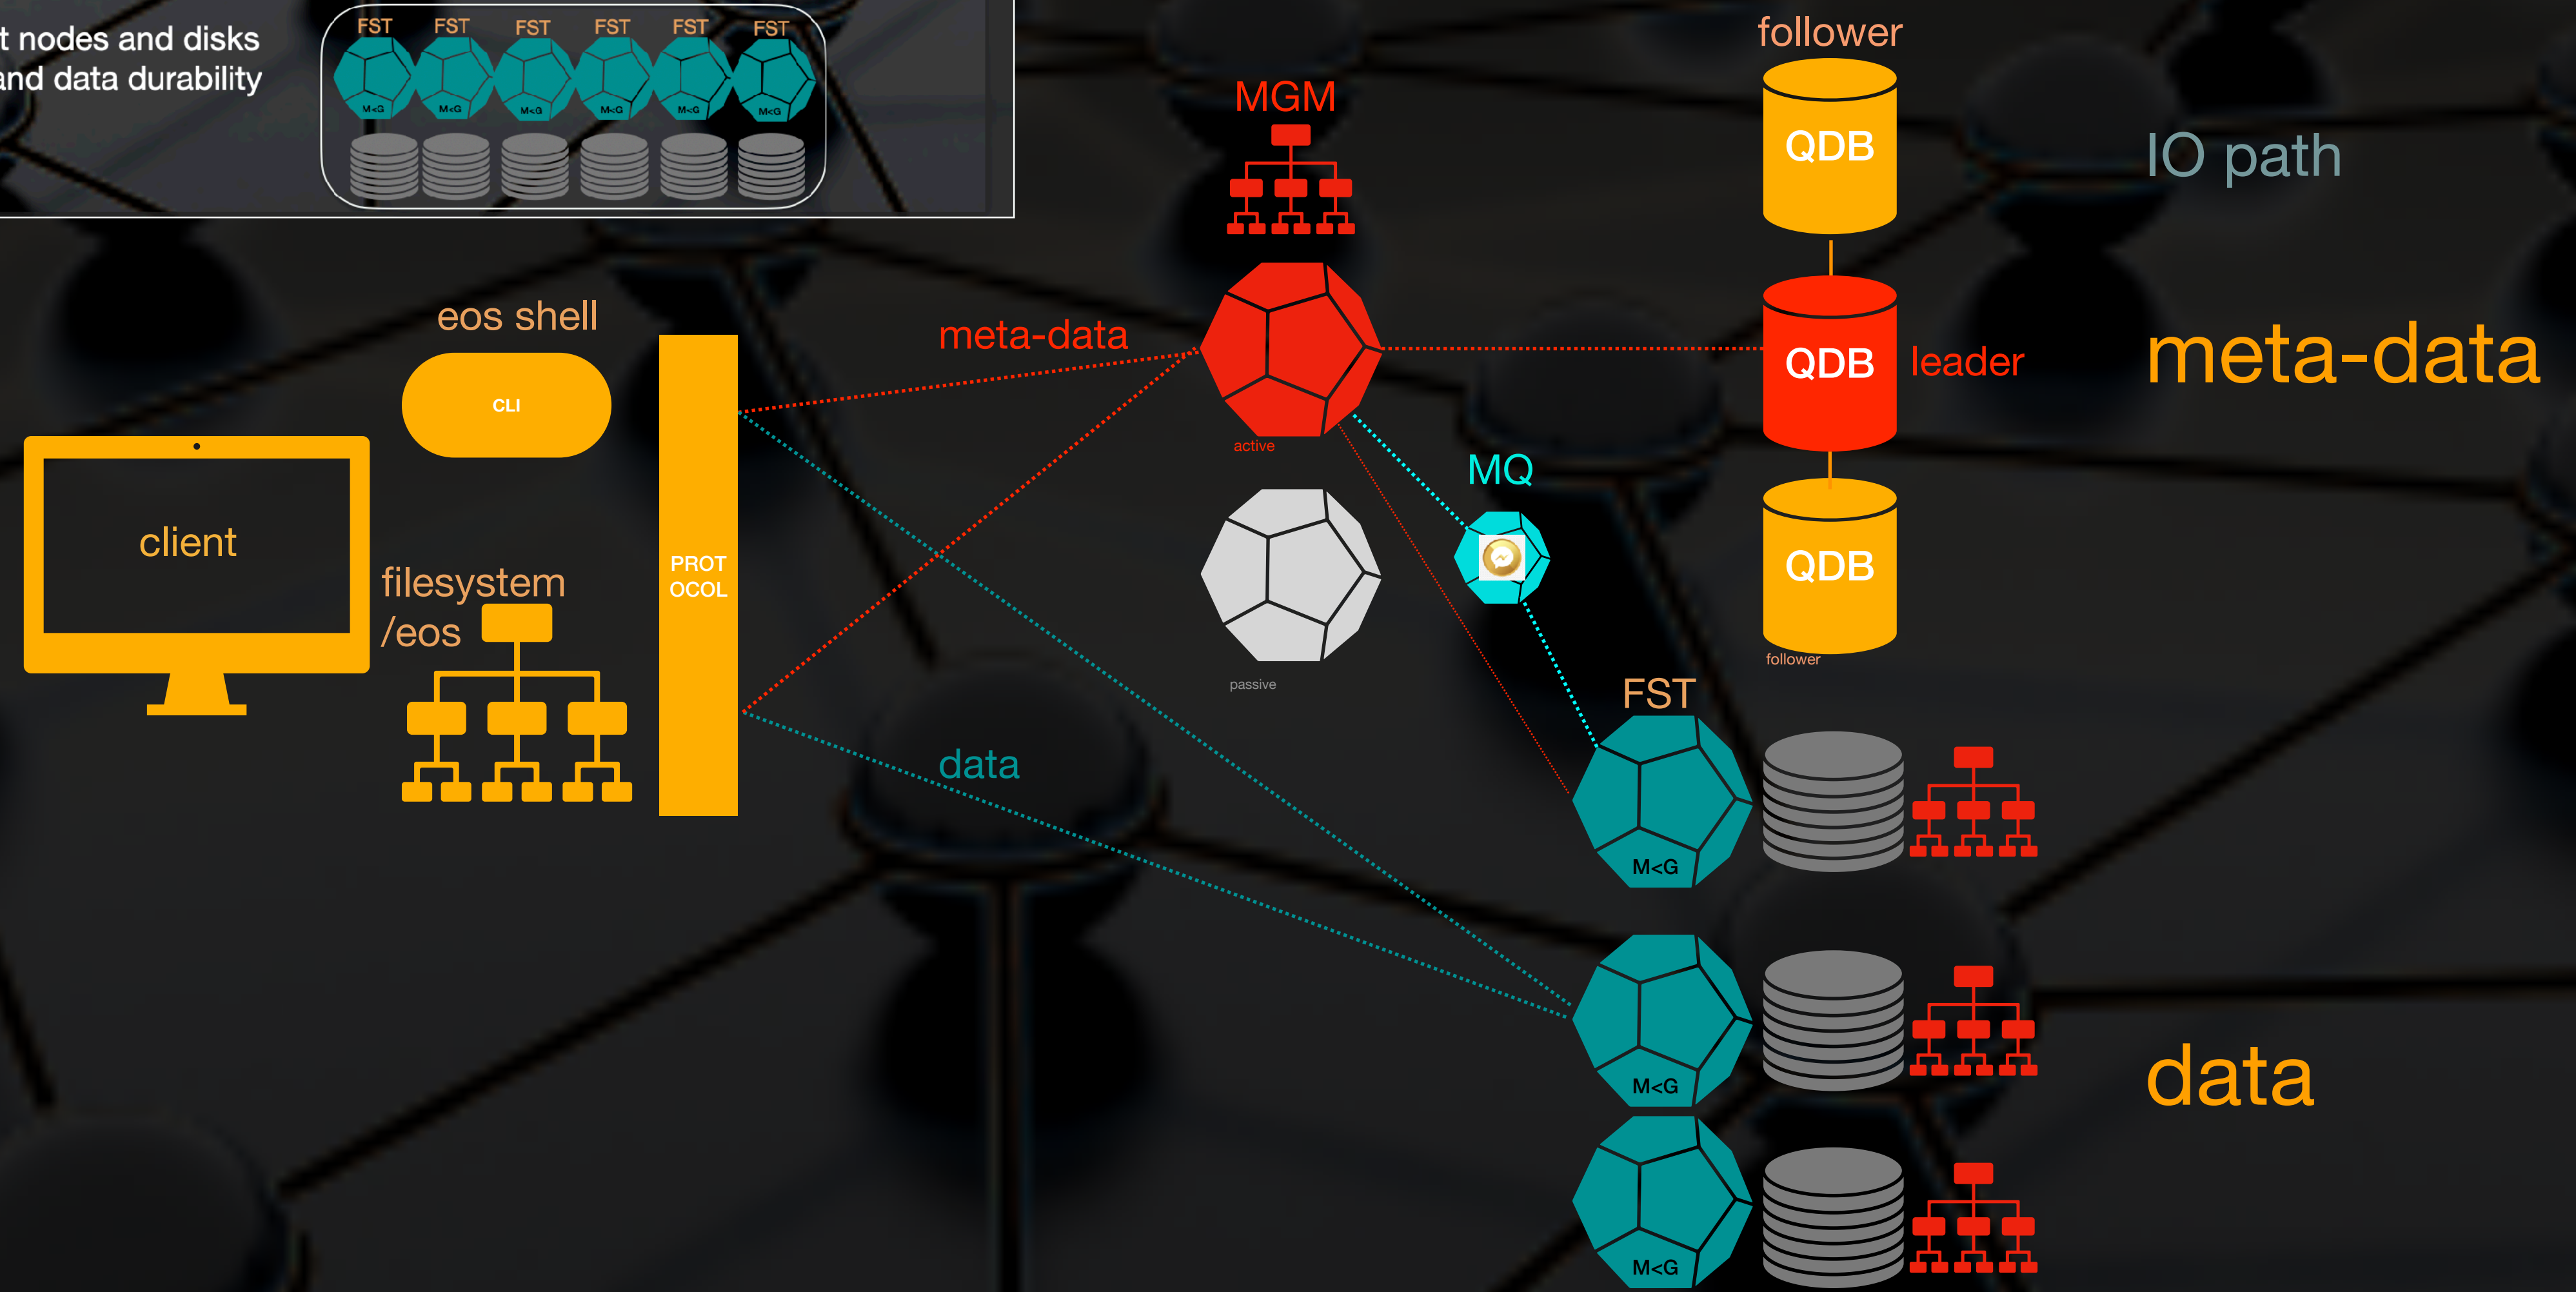 t nodes and disks
and data durability
FST FST FST FST FST FST
M<G M<G M<G M<G M<G M<G
follower
QDB
IO path
MGM
eos shell
CLI
meta-data
QDB
leader
meta-data
active
MQ
client
filesystem
/eos
PROT
OCOL
QDB
follower
passive
FST
data
M<G
M<G
data
M<G